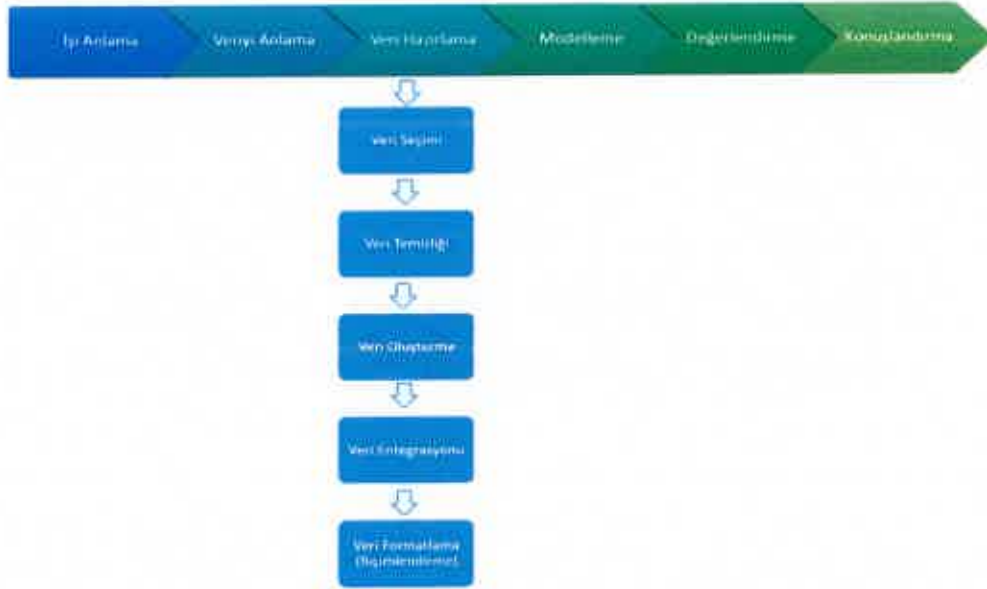 İşi Anlama
Veriyi Anlama
Veri Hazırlama
Modelleme
Değerlendirme
Konuşlandırma
Veri Seçimi
Veri Temizliği
Veri Oluşturma
Veri Entegrasyonu
Veri Formatlama
(Biçimlendirme)